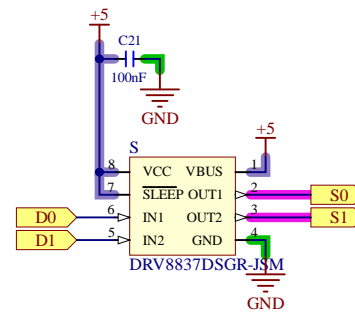 +5
C21
100nF
GND
+5
S
8 VCC VBUS 1
7 SLEEP OUT1 2 S0
D0 6 IN1 OUT2 3 S1
D1 5 IN2 GND 4
DRV8837DSGR-JSM
GND